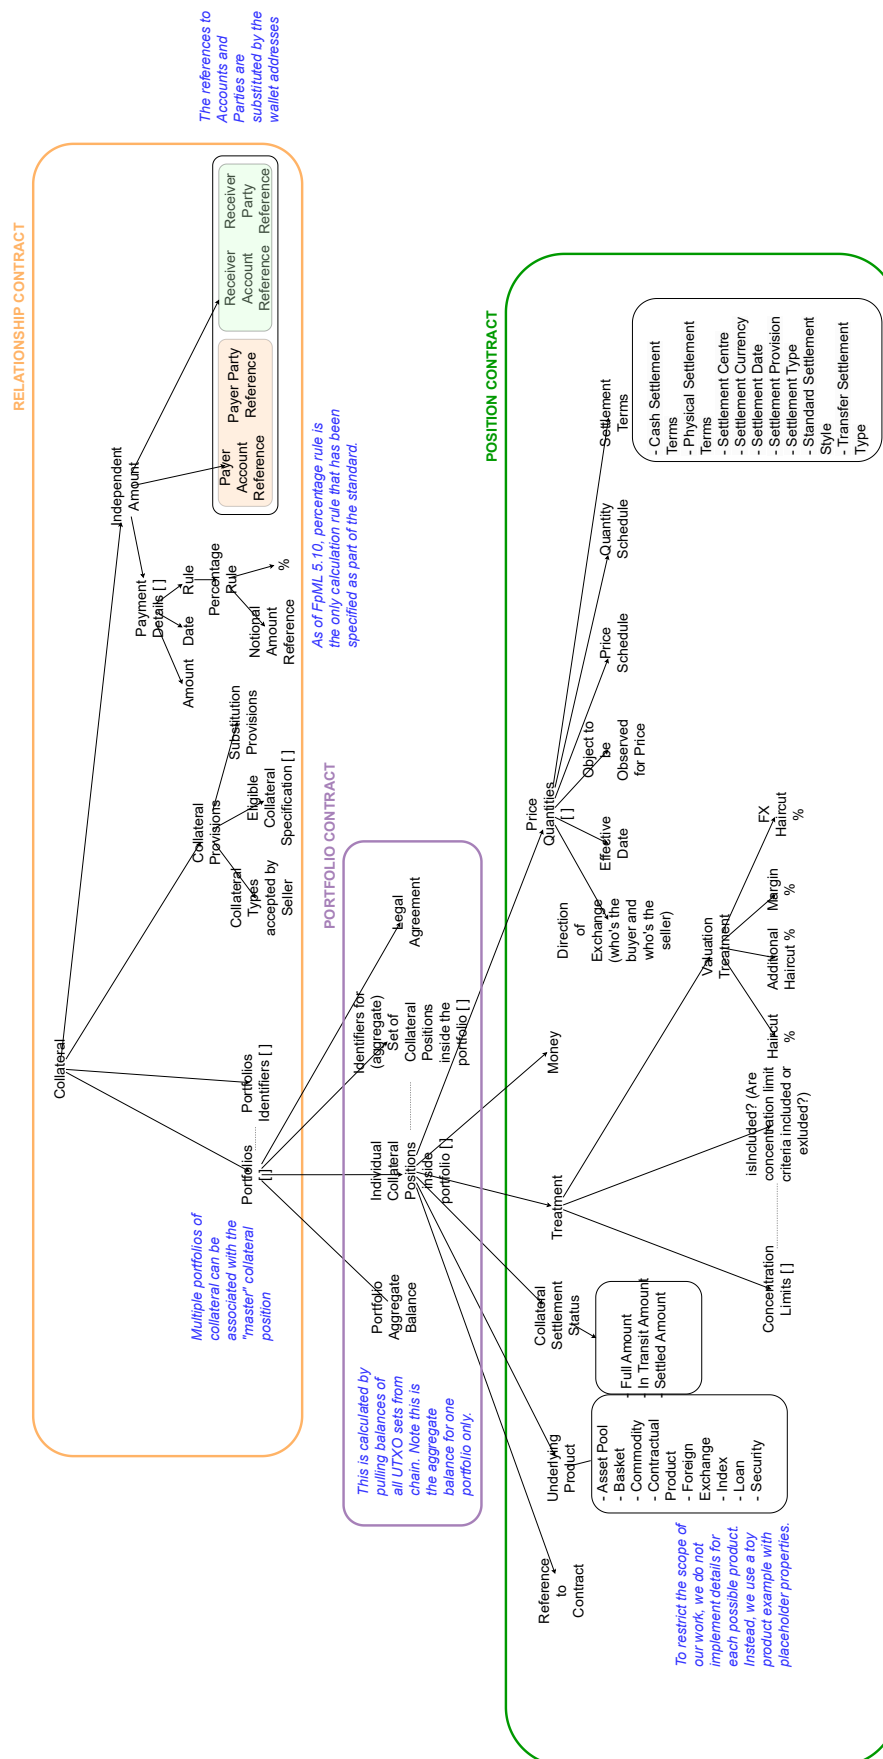 RELATIONSHIP CONTRACT
Collateral
Multiple portfolios of
collateral can be
associated with the
"master" collateral
position
Portfolios
[ ]
Portfolios
Identifiers [ ]
Collateral
Provisions
Collateral
Types
accepted by
Seller
Eligible
Collateral
Specification [ ]
Substitution
Provisions
Independent
Amount
Payment
Details [ ]
Amount
Date
Rule
Percentage
Rule
Notional
Amount
Reference
%
Payer
Account
Reference
Payer Party
Reference
Receiver
Account
Reference
Receiver
Party
Reference
The references to
Accounts and
Parties are
substituted by the
wallet addresses
As of FpML 5.10, percentage rule is
the only calculation rule that has been
specified as part of the standard.
PORTFOLIO CONTRACT
This is calculated by
pulling balances of
all UTXO sets from
chain. Note this is
the aggregate
balance for one
portfolio only.
Portfolio
Aggregate
Balance
Individual
Collateral
Positions
inside
portfolio [ ]
Identifiers for
(aggregate)
Set of
Collateral
Positions
inside the
portfolio [ ]
Legal
Agreement
POSITION CONTRACT
Reference
to
Contract
Underlying
Product
- Asset Pool
- Basket
- Commodity
- Contractual
Product
- Foreign
Exchange
- Index
- Loan
- Security
To restrict the scope of
our work, we do not
implement details for
each possible product.
Instead, we use a toy
product example with
placeholder properties.
Collateral
Settlement
Status
- Full Amount
- In Transit Amount
- Settled Amount
Treatment
Concentration
Limits [ ]
isIncluded? (Are
concentration limit
criteria included or
exluded?)
Valuation
Treatment
Haircut
%
Additional
Haircut %
Margin
%
FX
Haircut
%
Money
Price
Quantities
[ ]
Direction
of
Exchange
(who's the
buyer and
who's the
seller)
Effective
Date
Object to
be
Observed
for Price
Price
Schedule
Quantity
Schedule
Settlement
Terms
- Cash Settlement
Terms
- Physical Settlement
Terms
- Settlement Centre
- Settlement Currency
- Settlement Date
- Settlement Provision
- Settlement Type
- Standard Settlement
Style
- Transfer Settlement
Type